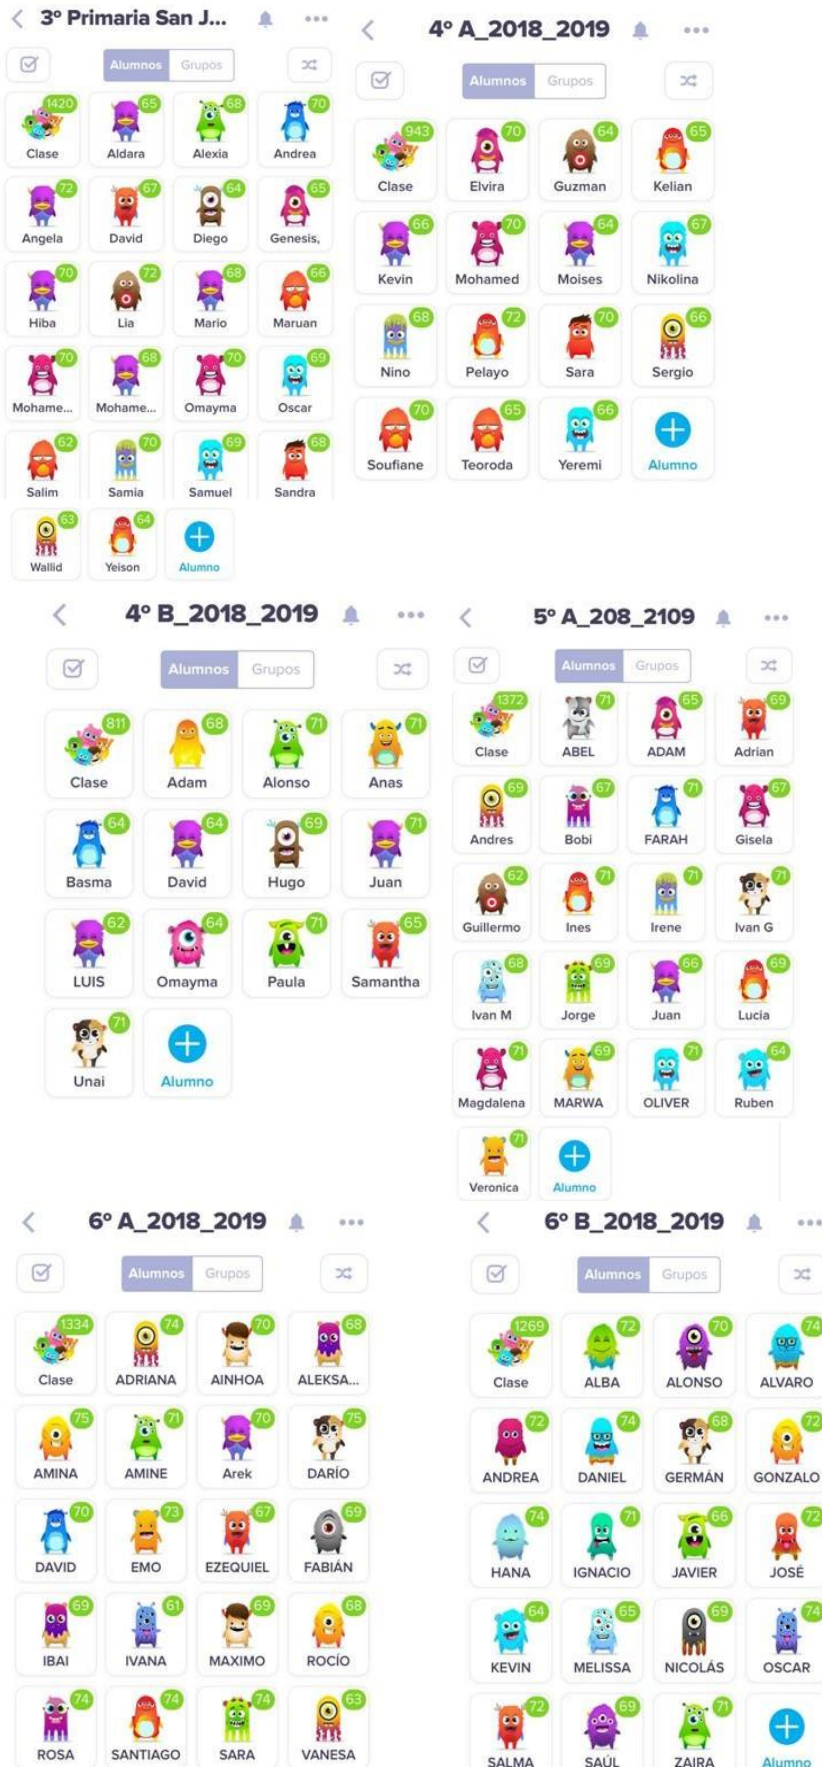 3º Primaria San J...
Alumnos Grupos
1420 65 68 70
Clase Aldara Alexia Andrea
72 67 64 65
Angela David Diego Genesis,
70 72 68 66
Hiba Lia Mario Maruan
70 68 70 69
Mohame... Mohame... Omayma Oscar
62 70 69 68
Salim Samia Samuel Sandra
63 64
Wallid Yeison Alumno
4º A_2018_2019
Alumnos Grupos
943 70 64 65
Clase Elvira Guzman Kelian
66 70 64 67
Kevin Mohamed Moises Nikolina
68 72 70 66
Nino Pelayo Sara Sergio
70 65 66
Soufiane Teoroda Yeremi Alumno
4º B_2018_2019
Alumnos Grupos
811 68 71 71
Clase Adam Alonso Anas
64 64 69 71
Basma David Hugo Juan
62 64 71 65
LUIS Omayma Paula Samantha
71
Unai Alumno
5º A_208_2109
Alumnos Grupos
1372 71 65 69
Clase ABEL ADAM Adrian
69 67 71 67
Andres Bobi FARAH Gisela
62 71 71 71
Guillermo Ines Irene Ivan G
68 69 66 69
Ivan M Jorge Juan Lucia
71 69 71 64
Magdalena MARWA OLIVER Ruben
71
Veronica Alumno
6º A_2018_2019
Alumnos Grupos
1334 74 70 68
Clase ADRIANA AINHOA ALEKSA...
75 71 70 75
AMINA AMINE Arek DARÍO
70 73 67 69
DAVID EMO EZEQUIEL FABIÁN
69 61 69 68
IBAI IVANA MAXIMO ROCÍO
74 74 74 63
ROSA SANTIAGO SARA VANESA
6º B_2018_2019
Alumnos Grupos
1269 72 70 74
Clase ALBA ALONSO ALVARO
72 74 68 72
ANDREA DANIEL GERMÁN GONZALO
74 71 66 72
HANA IGNACIO JAVIER JOSÉ
64 65 69 74
KEVIN MELISSA NICOLÁS OSCAR
72 69 71
SALMA SAÚL ZAIRA Alumno